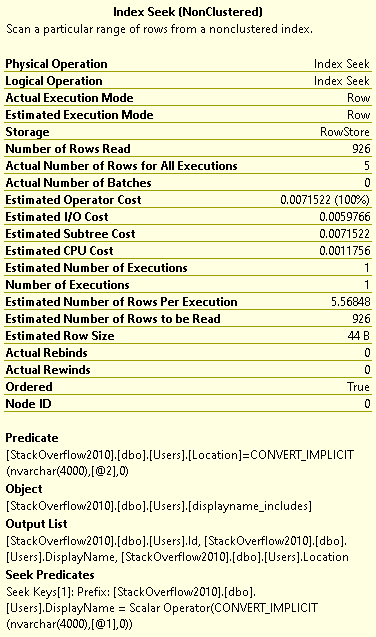 Index Seek (NonClustered)
Scan a particular range of rows from a nonclustered index.
Physical Operation Index Seek
Logical Operation Index Seek
Actual Execution Mode Row
Estimated Execution Mode Row
Storage RowStore
Number of Rows Read 926
Actual Number of Rows for All Executions 5
Actual Number of Batches 0
Estimated Operator Cost 0.0071522 (100%)
Estimated I/O Cost 0.0059766
Estimated Subtree Cost 0.0071522
Estimated CPU Cost 0.0011756
Estimated Number of Executions 1
Number of Executions 1
Estimated Number of Rows Per Execution 5.56848
Estimated Number of Rows to be Read 926
Estimated Row Size 44 B
Actual Rebinds 0
Actual Rewinds 0
Ordered True
Node ID 0
Predicate
[StackOverflow2010].[dbo].[Users].[Location]=CONVERT_IMPLICIT
(nvarchar(4000),[@2],0)
Object
[StackOverflow2010].[dbo].[Users].[displayname_includes]
Output List
[StackOverflow2010].[dbo].[Users].Id, [StackOverflow2010].[dbo].
[Users].DisplayName, [StackOverflow2010].[dbo].[Users].Location
Seek Predicates
Seek Keys[1]: Prefix: [StackOverflow2010].[dbo].
[Users].DisplayName = Scalar Operator(CONVERT_IMPLICIT
(nvarchar(4000),[@1],0))